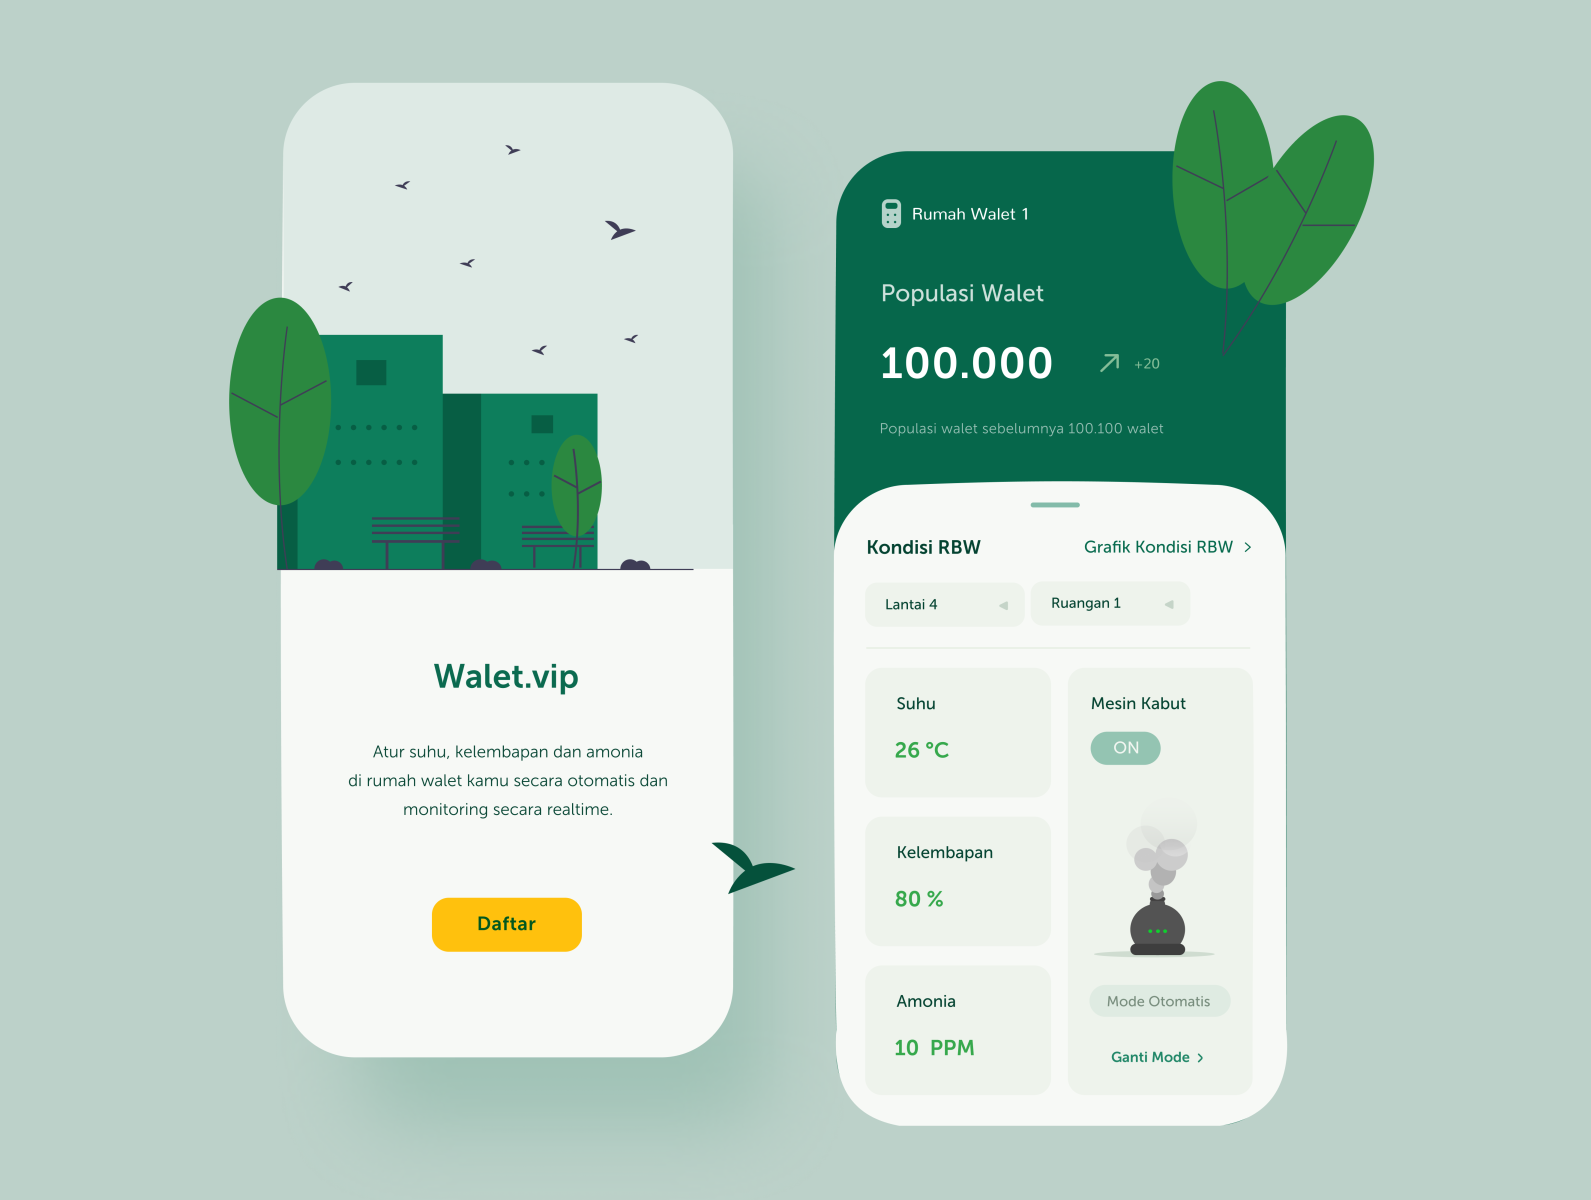 Walet.vip
Atur suhu, kelembapan dan amonia
di rumah walet kamu secara otomatis dan
monitoring secara realtime.
Daftar
Rumah Walet 1
Populasi Walet
100.000
+20
Populasi walet sebelumnya 100.100 walet
Kondisi RBW
Grafik Kondisi RBW
Lantai 4
Ruangan 1
Suhu
26 °C
Kelembapan
80 %
Amonia
10 PPM
Mesin Kabut
ON
Mode Otomatis
Ganti Mode